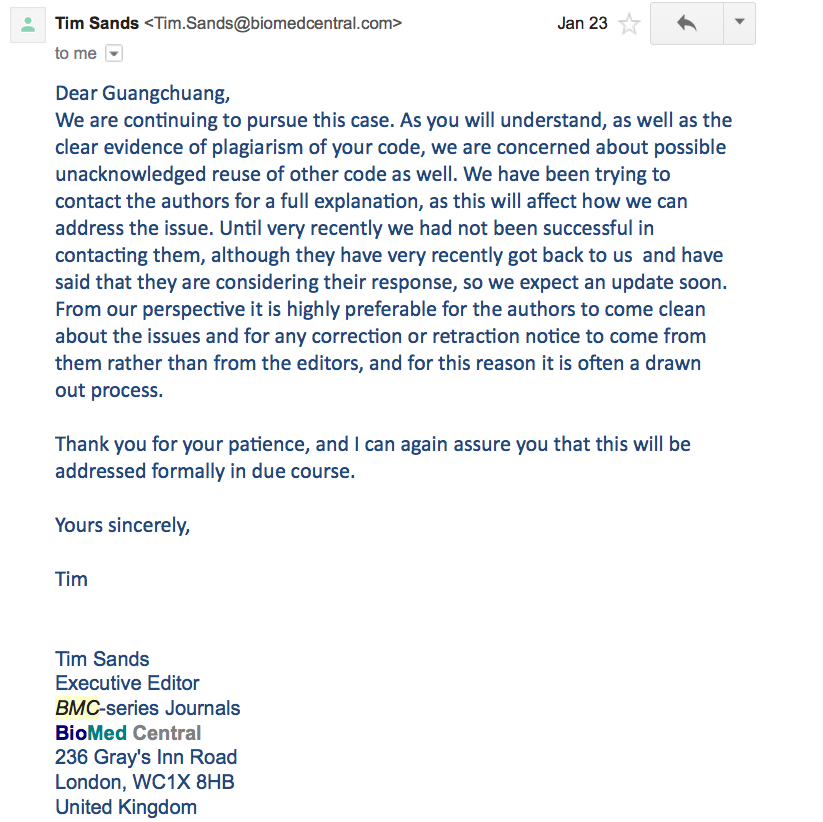 Tim Sands <Tim.Sands@biomedcentral.com> Jan 23
to me
Dear Guangchuang,
We are continuing to pursue this case. As you will understand, as well as the
clear evidence of plagiarism of your code, we are concerned about possible
unacknowledged reuse of other code as well. We have been trying to
contact the authors for a full explanation, as this will affect how we can
address the issue. Until very recently we had not been successful in
contacting them, although they have very recently got back to us  and have
said that they are considering their response, so we expect an update soon.
From our perspective it is highly preferable for the authors to come clean
about the issues and for any correction or retraction notice to come from
them rather than from the editors, and for this reason it is often a drawn
out process.
Thank you for your patience, and I can again assure you that this will be
addressed formally in due course.
Yours sincerely,
Tim
Tim Sands
Executive Editor
BMC-series Journals
BioMed Central
236 Gray's Inn Road
London, WC1X 8HB
United Kingdom